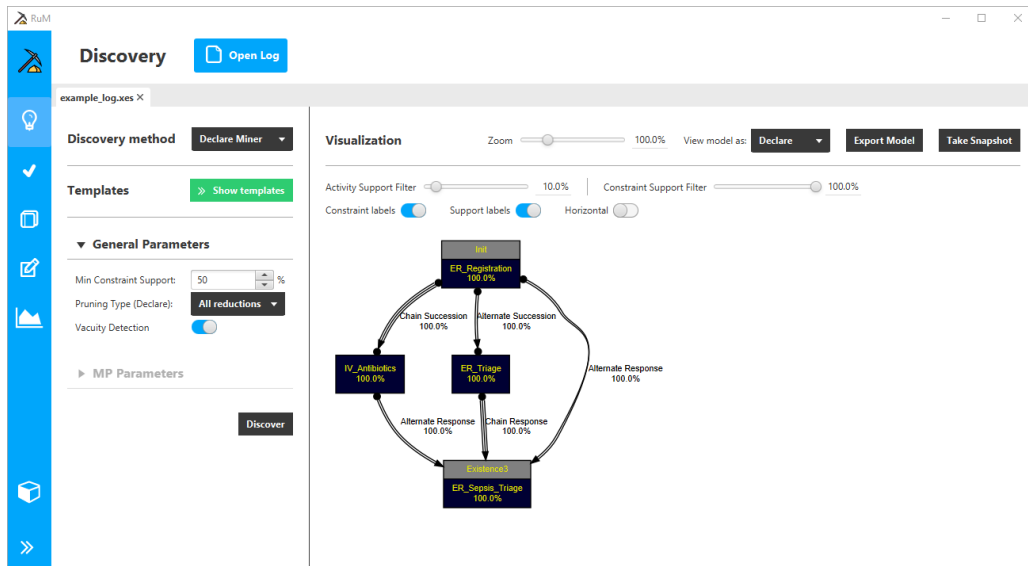 RuM
Discovery
Open Log
example_log.xes ×
Discovery method
Declare Miner
Templates
Show templates
General Parameters
Min Constraint Support:
50
%
Pruning Type (Declare):
All reductions
Vacuity Detection
MP Parameters
Discover
Visualization
Zoom
100.0%
View model as:
Declare
Export Model
Take Snapshot
Activity Support Filter
10.0%
Constraint Support Filter
100.0%
Constraint labels
Support labels
Horizontal
Init
ER_Registration
100.0%
Chain Succession
100.0%
Alternate Succession
100.0%
IV_Antibiotics
100.0%
ER_Triage
100.0%
Alternate Response
100.0%
Alternate Response
100.0%
Chain Response
100.0%
Existence3
ER_Sepsis_Triage
100.0%